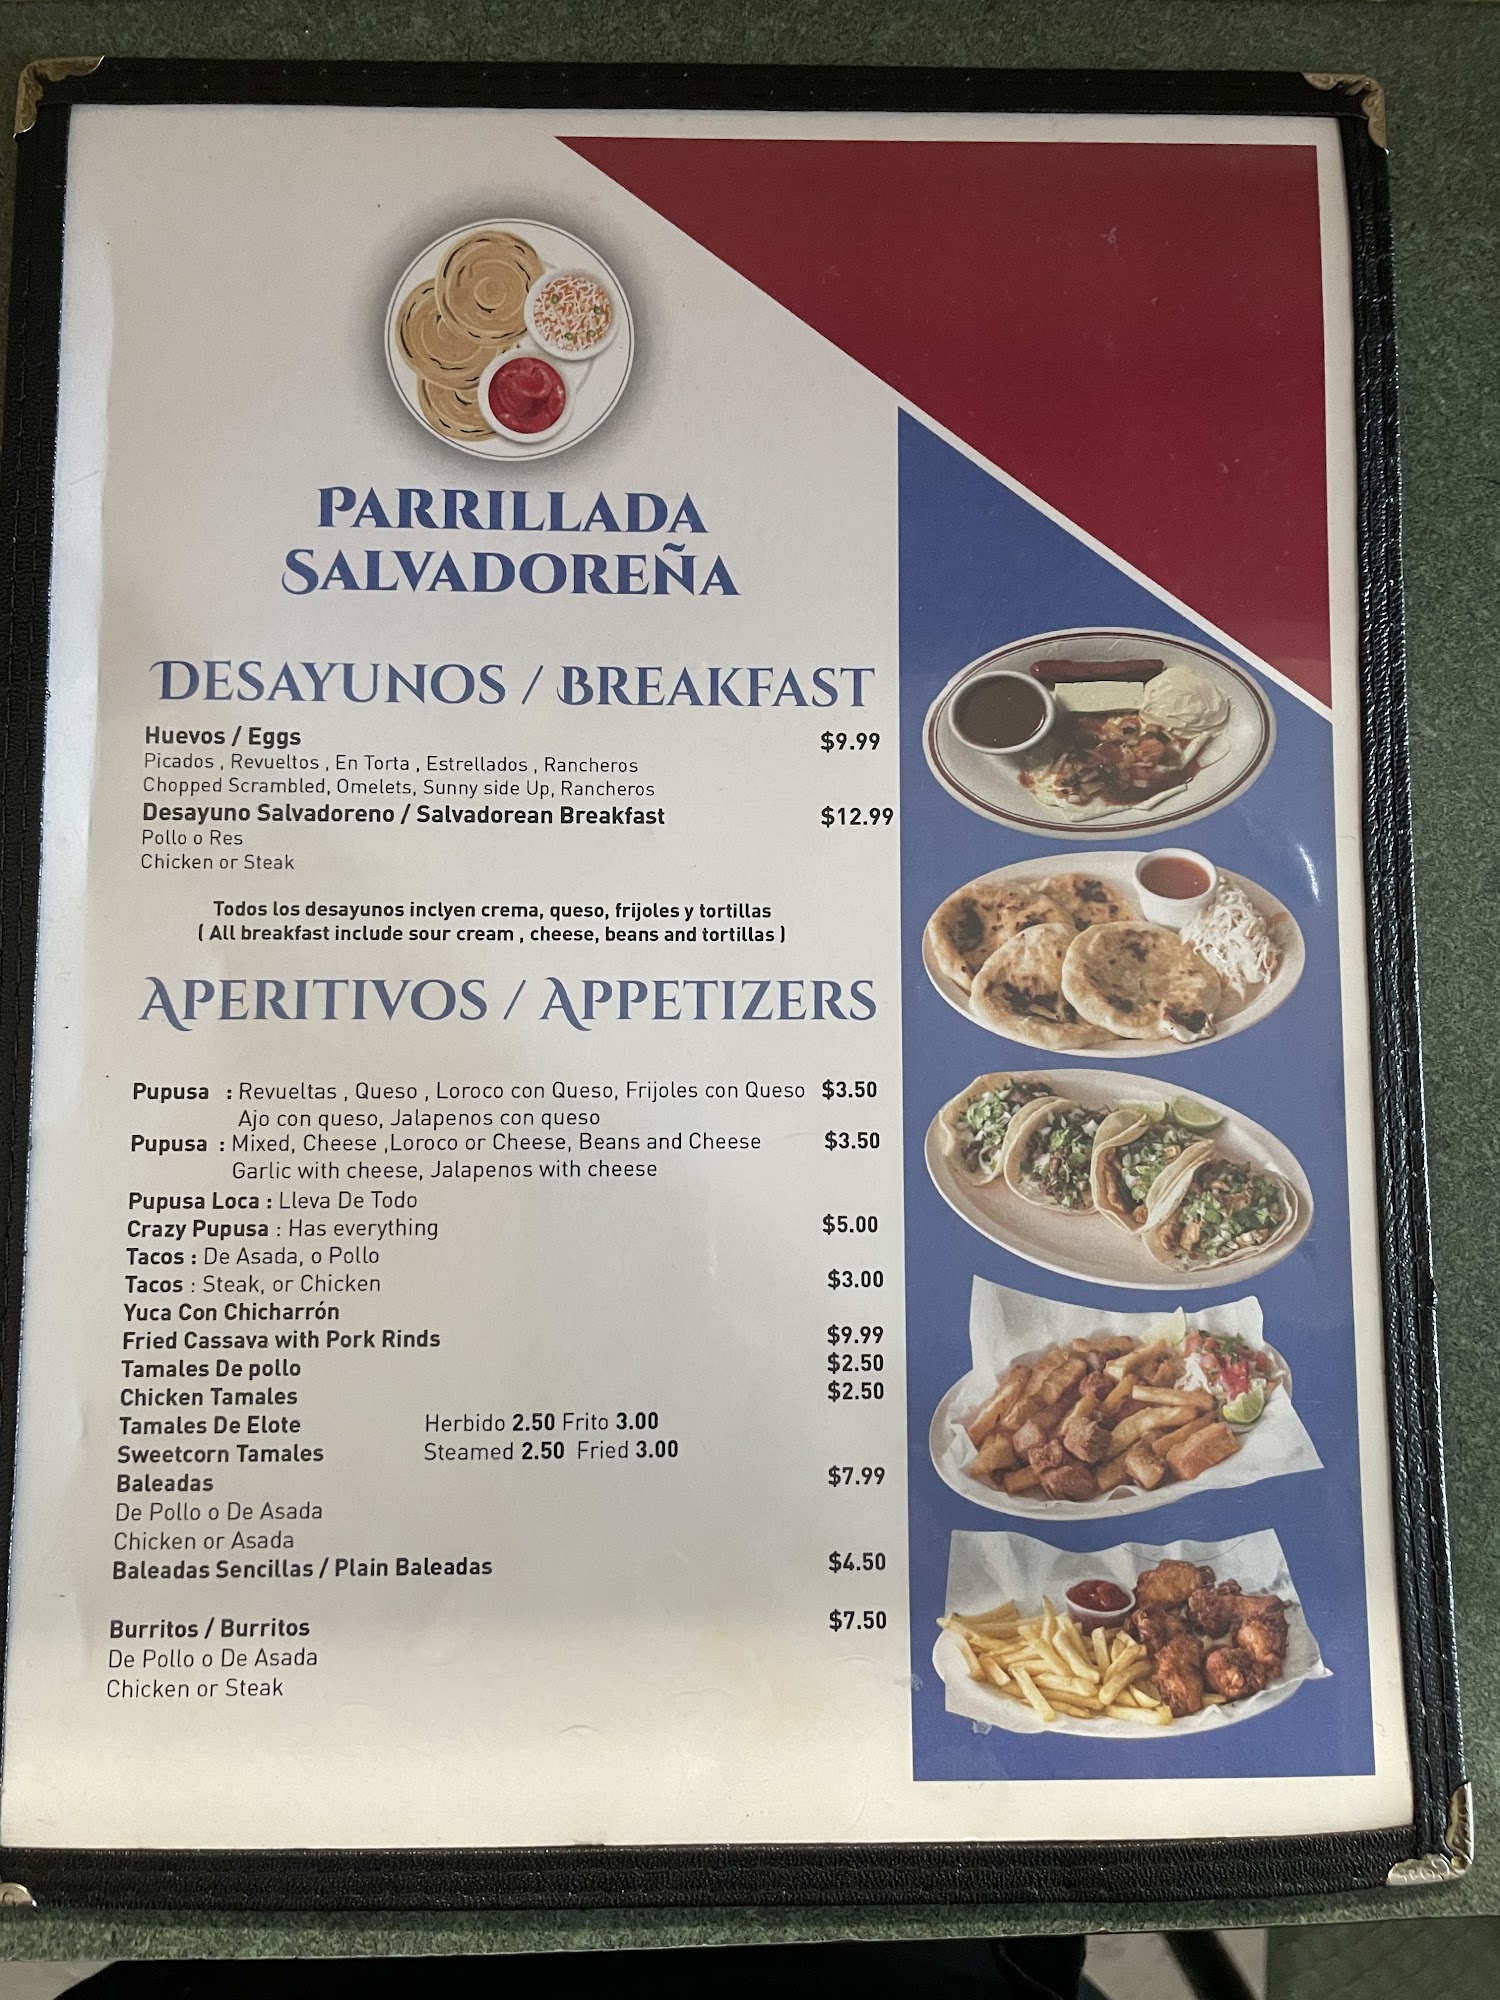 PARRILLADA
SALVADOREÑA
DESAYUNOS / BREAKFAST
Huevos / Eggs $9.99
Picados , Revueltos , En Torta , Estrellados , Rancheros
Chopped Scrambled, Omelets, Sunny side Up, Rancheros
Desayuno Salvadoreno / Salvadorean Breakfast $12.99
Pollo o Res
Chicken or Steak
Todos los desayunos inclyen crema, queso, frijoles y tortillas
( All breakfast include sour cream , cheese, beans and tortillas )
APERITIVOS / APPETIZERS
Pupusa : Revueltas , Queso , Loroco con Queso, Frijoles con Queso $3.50
Ajo con queso, Jalapenos con queso
Pupusa : Mixed, Cheese ,Loroco or Cheese, Beans and Cheese $3.50
Garlic with cheese, Jalapenos with cheese
Pupusa Loca : Lleva De Todo
Crazy Pupusa : Has everything $5.00
Tacos : De Asada, o Pollo
Tacos : Steak, or Chicken $3.00
Yuca Con Chicharrón
Fried Cassava with Pork Rinds $9.99
Tamales De pollo $2.50
Chicken Tamales $2.50
Tamales De Elote Herbido 2.50 Frito 3.00
Sweetcorn Tamales Steamed 2.50 Fried 3.00
Baleadas $7.99
De Pollo o De Asada
Chicken or Asada
Baleadas Sencillas / Plain Baleadas $4.50
Burritos / Burritos $7.50
De Pollo o De Asada
Chicken or Steak